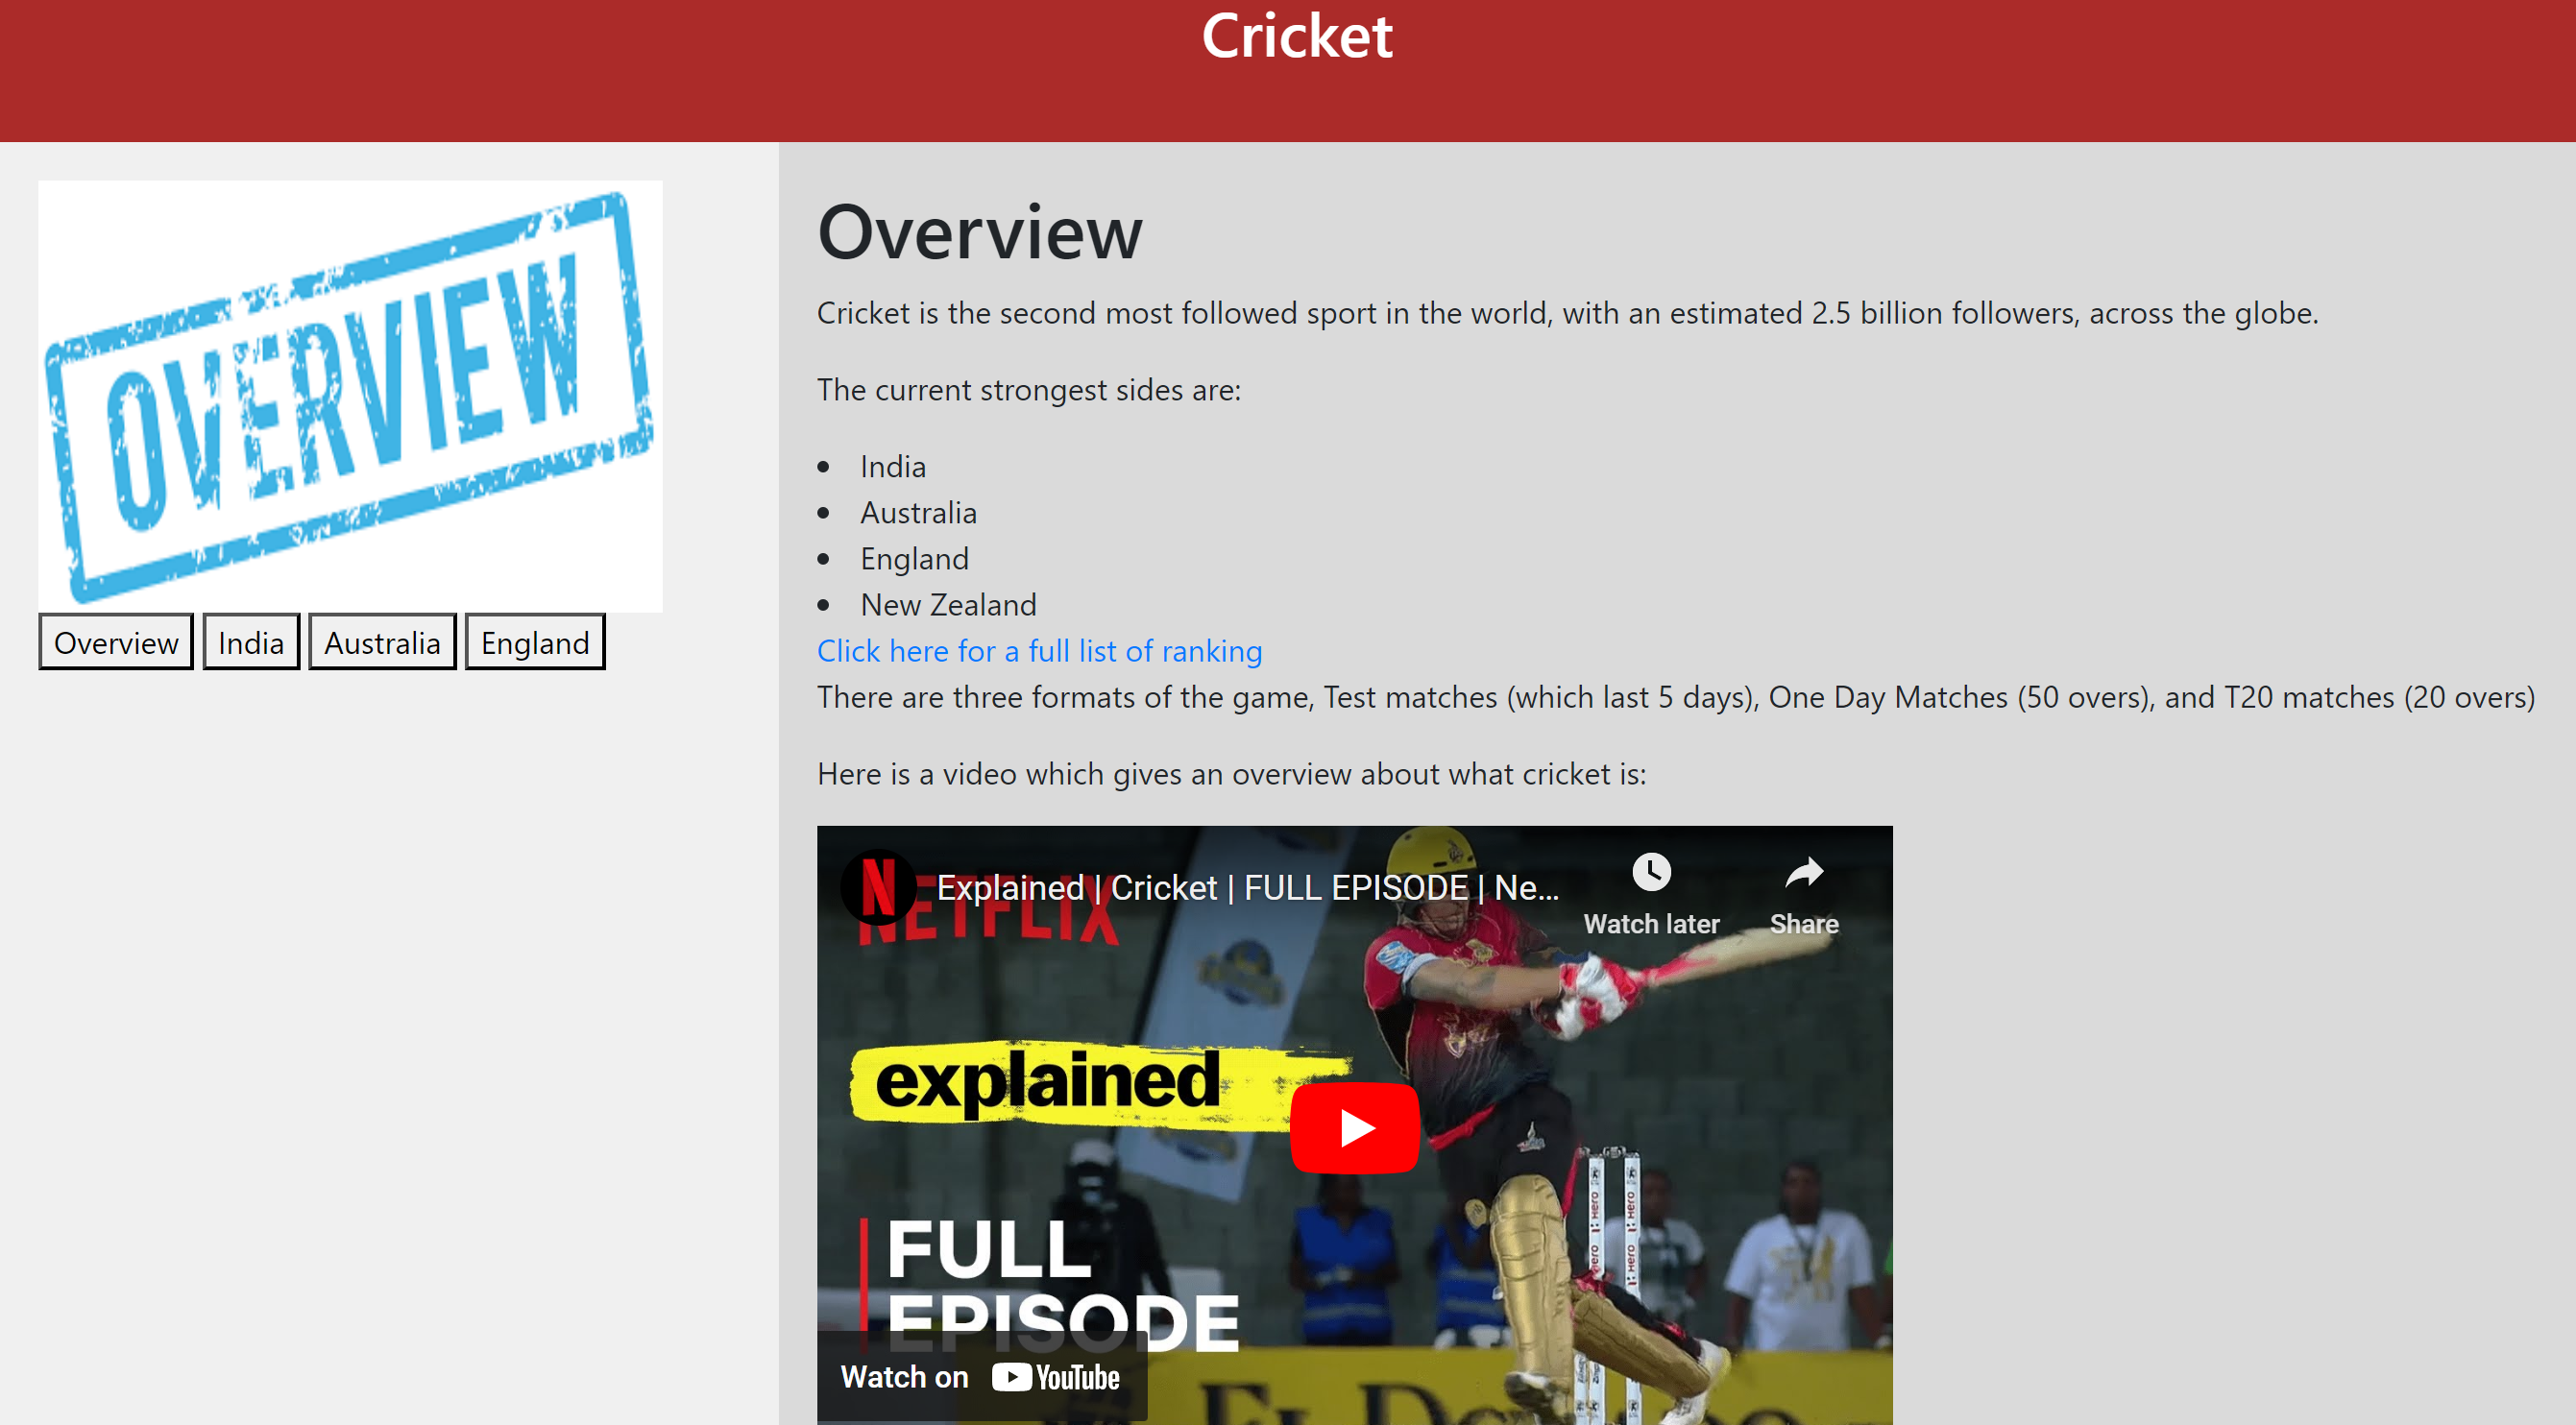 Cricket
OVERVIEW
Overview India Australia England
Overview
Cricket is the second most followed sport in the world, with an estimated 2.5 billion followers, across the globe.
The current strongest sides are:
• India
• Australia
• England
• New Zealand
Click here for a full list of ranking
There are three formats of the game, Test matches (which last 5 days), One Day Matches (50 overs), and T20 matches (20 overs)
Here is a video which gives an overview about what cricket is:
NETFLIX
Explained | Cricket | FULL EPISODE | Ne...
Watch later
Share
explained
FULL
EPISODE
Hero
Hero
Hero
Hero
Watch on YouTube